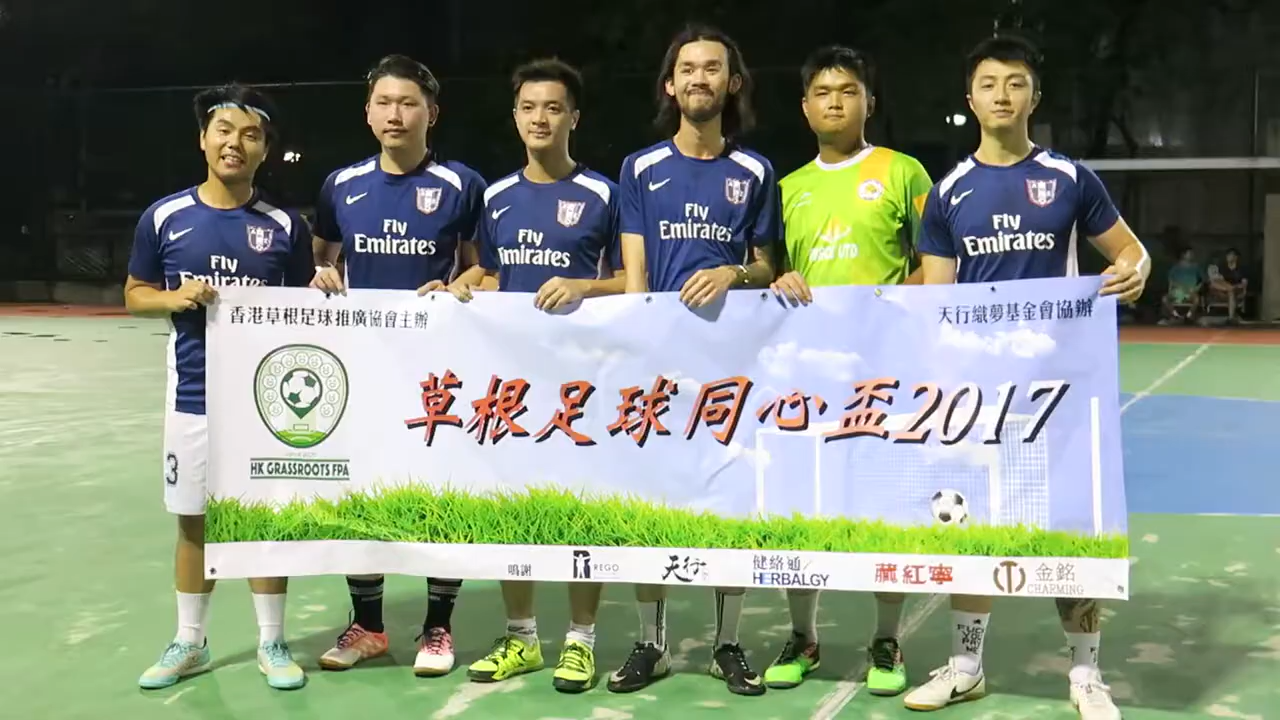 Fly
Emirates
Fly
Emirates
Fly
Emirates
Fly
Emirates
UTD
Fly
Emirates
香港草根足球推廣協會主辦
天行織夢基金會協辦
草根足球同心盃2017
HK GRASSROOTS FPA
3
鳴謝
REGO
天行
健絡通
HERBALGY
藏紅寧
金銘
CHARMING